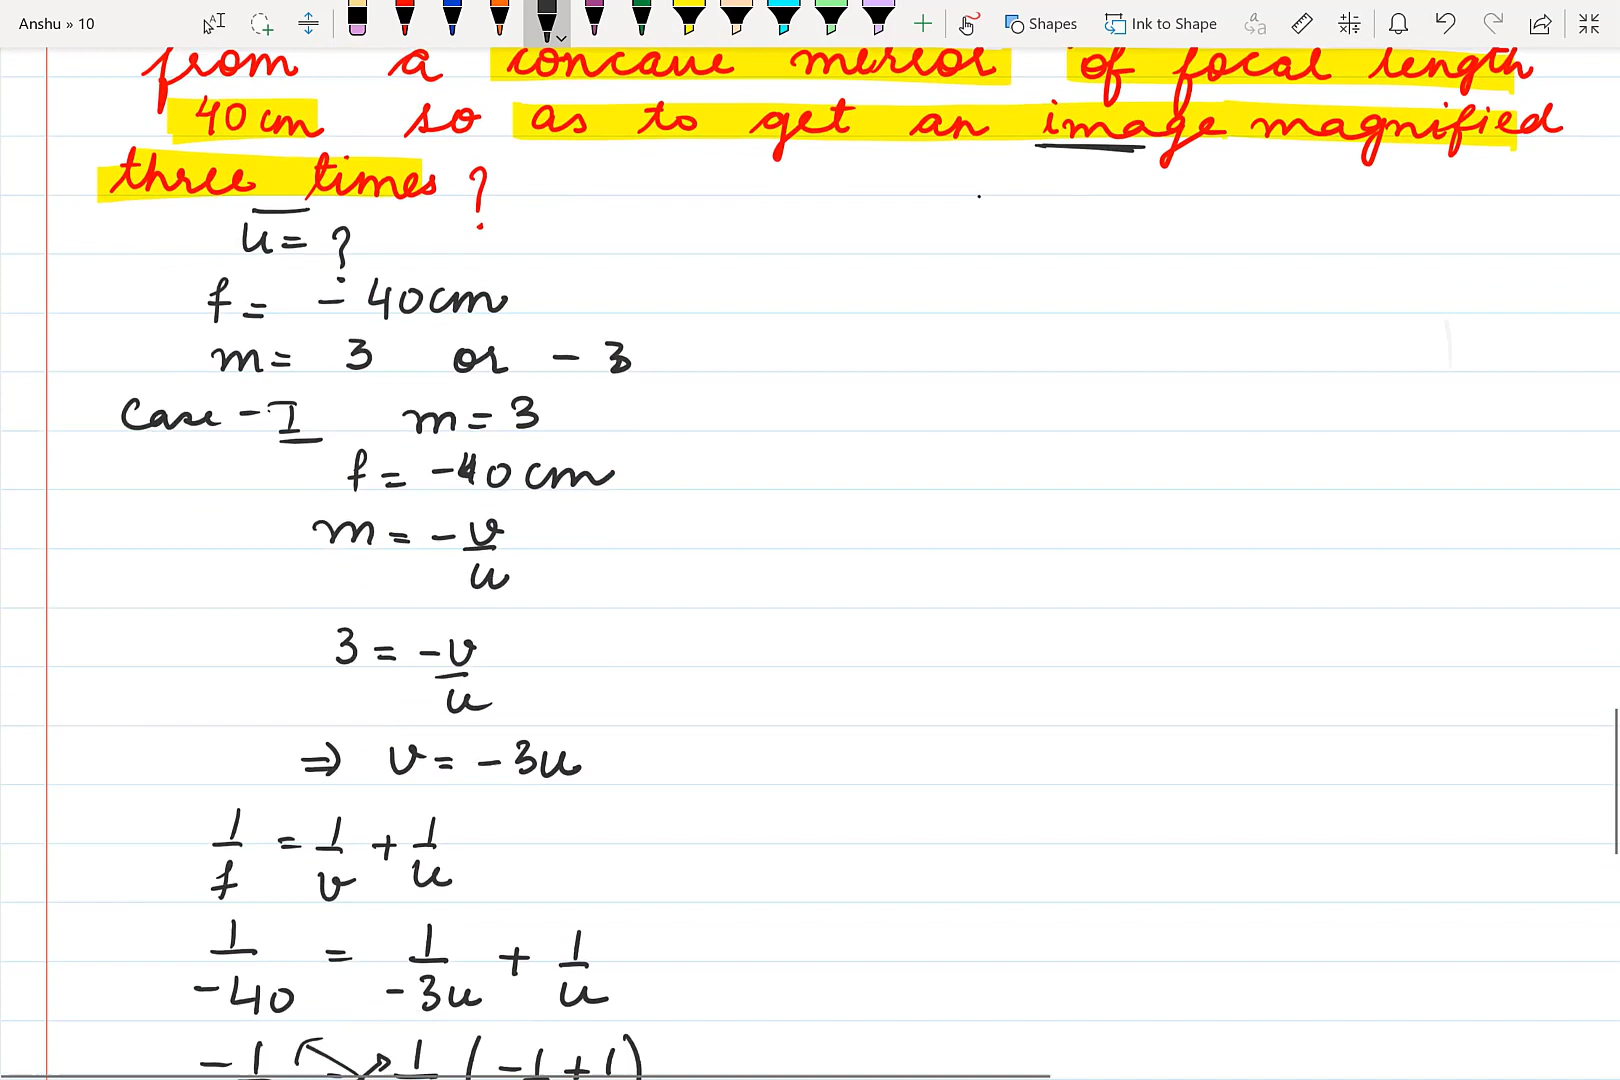 Anshu » 10
Shapes
Ink to Shape
from a concave mirror of focal length
40 cm so as to get an image magnified
three times ?
u = ?
f = - 40 cm
m = 3 or - 3
Case - I m = 3
f = -40 cm
m = -v/u
3 = -v/u
⇒ v = -3u
1/f = 1/v + 1/u
1/-40 = 1/-3u + 1/u